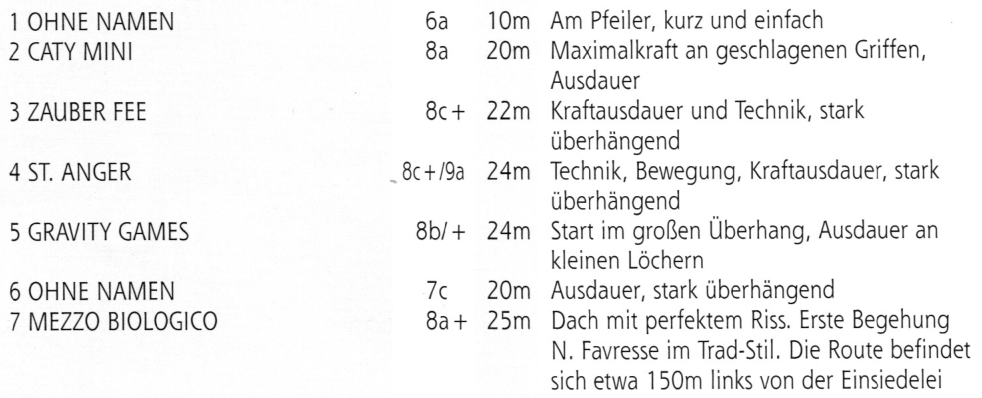 1 OHNE NAMEN 6a 10m Am Pfeiler, kurz und einfach
2 CATY MINI 8a 20m Maximalkraft an geschlagenen Griffen,
Ausdauer
3 ZAUBER FEE 8c+ 22m Kraftausdauer und Technik, stark
überhängend
4 ST. ANGER 8c+/9a 24m Technik, Bewegung, Kraftausdauer, stark
überhängend
5 GRAVITY GAMES 8b/+ 24m Start im großen Überhang, Ausdauer an
kleinen Löchern
6 OHNE NAMEN 7c 20m Ausdauer, stark überhängend
7 MEZZO BIOLOGICO 8a+ 25m Dach mit perfektem Riss. Erste Begehung
N. Favresse im Trad-Stil. Die Route befindet
sich etwa 150m links von der Einsiedelei